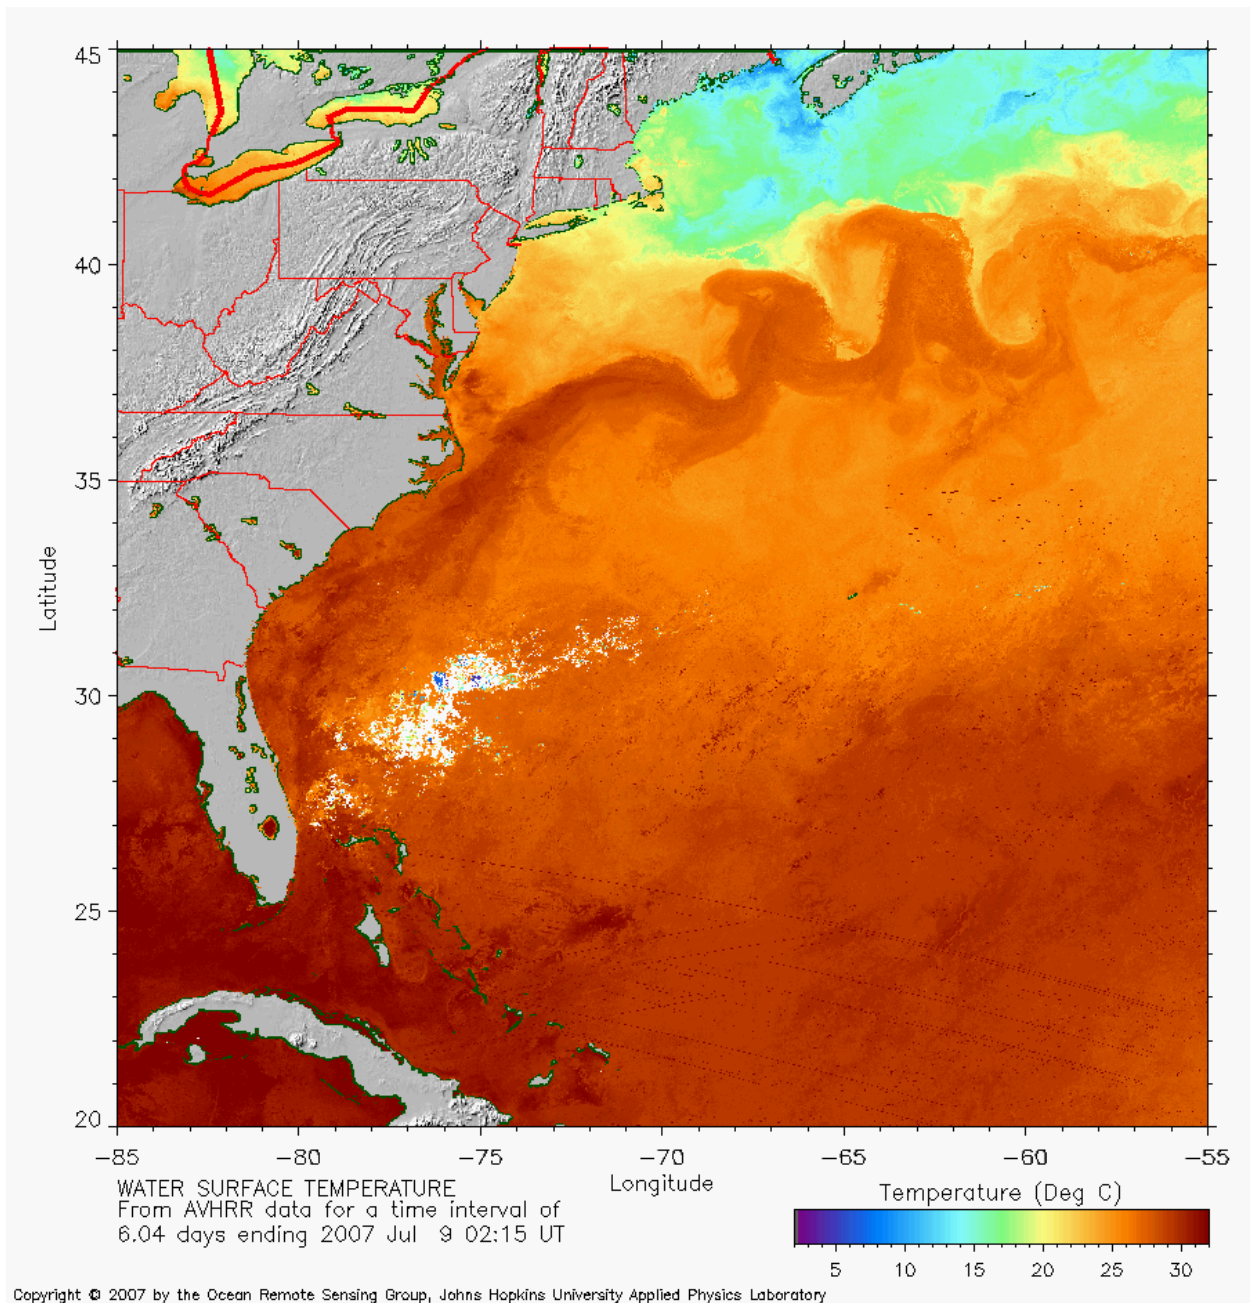 45
40
35
30
25
20
Latitude
-85 -80 -75 -70 -65 -60 -55
Longitude
WATER SURFACE TEMPERATURE
From AVHRR data for a time interval of
6.04 days ending 2007 Jul 9 02:15 UT
Temperature (Deg C)
5 10 15 20 25 30
Copyright © 2007 by the Ocean Remote Sensing Group, Johns Hopkins University Applied Physics Laboratory